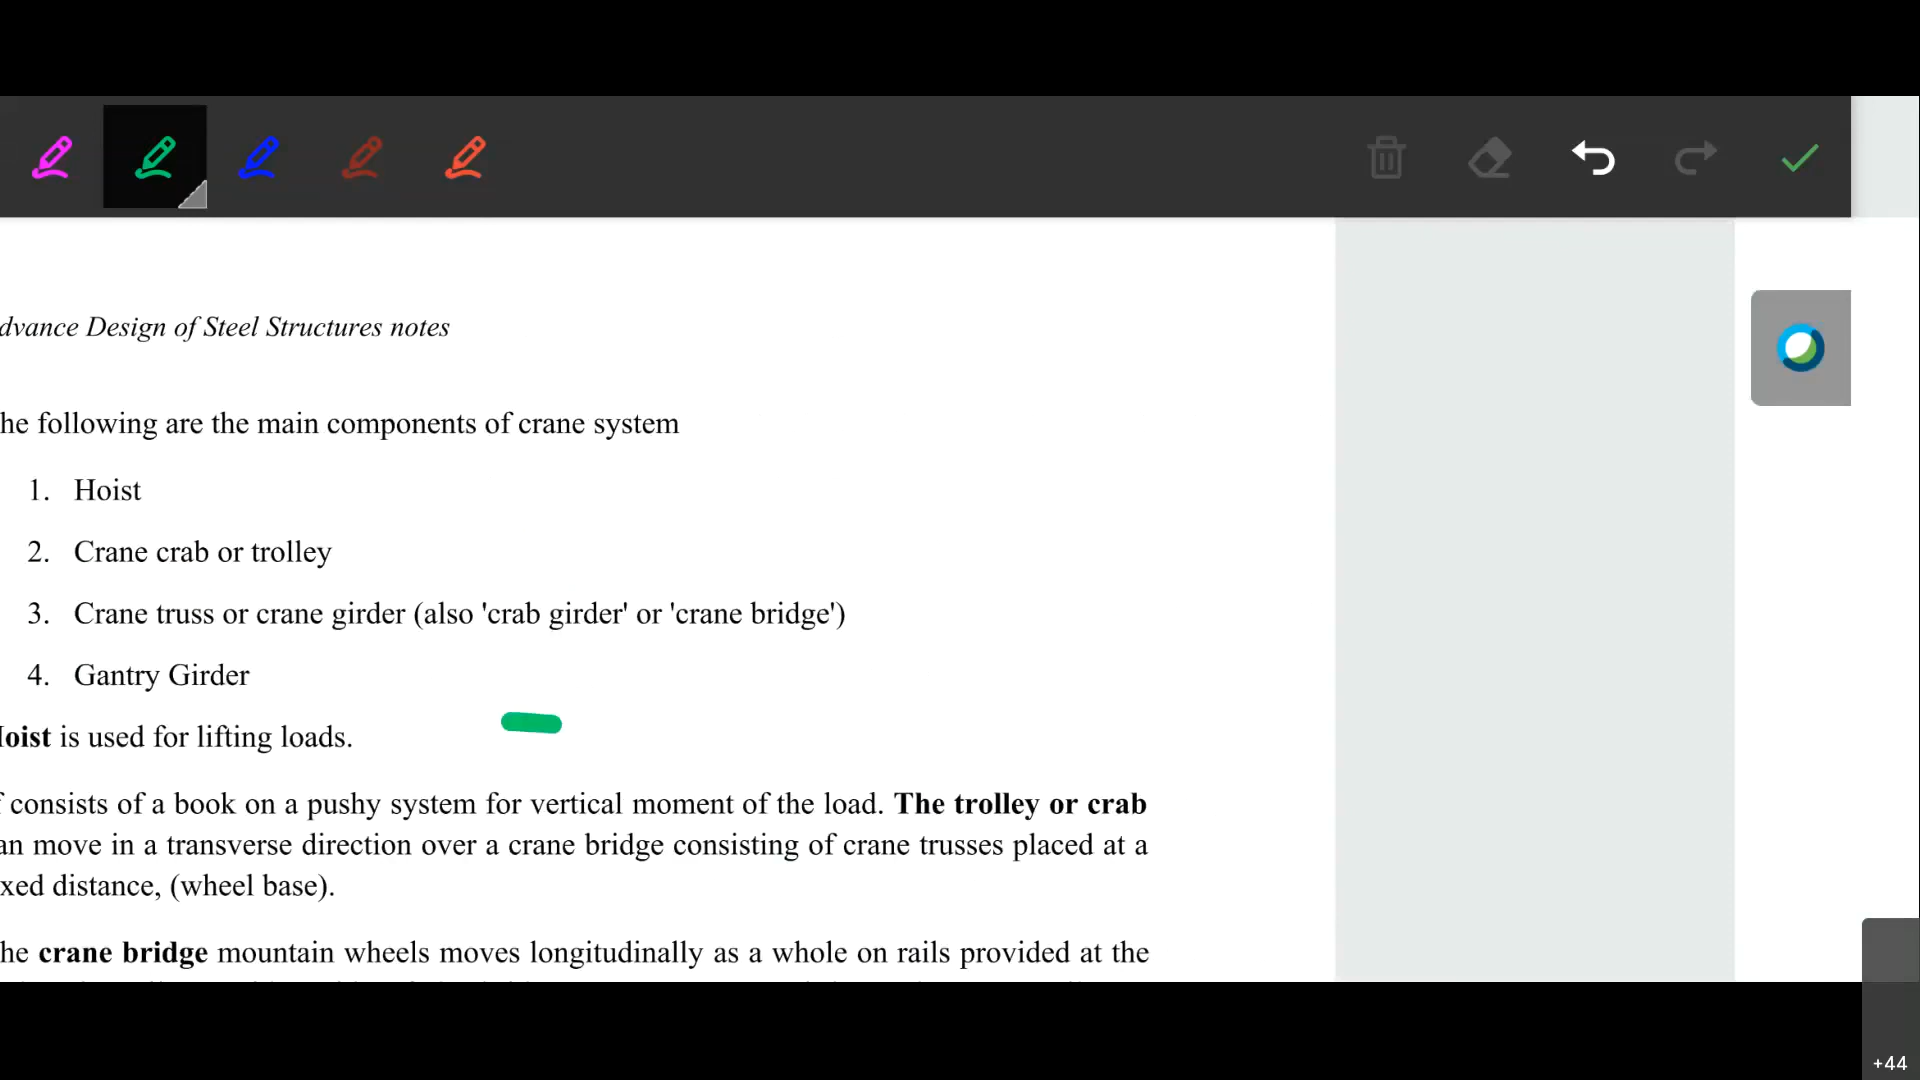 dvance Design of Steel Structures notes
he following are the main components of crane system
1. Hoist
2. Crane crab or trolley
3. Crane truss or crane girder (also 'crab girder' or 'crane bridge')
4. Gantry Girder
oist is used for lifting loads.
consists of a book on a pushy system for vertical moment of the load. The trolley or crab
an move in a transverse direction over a crane bridge consisting of crane trusses placed at a
xed distance, (wheel base).
he crane bridge mountain wheels moves longitudinally as a whole on rails provided at the
+44